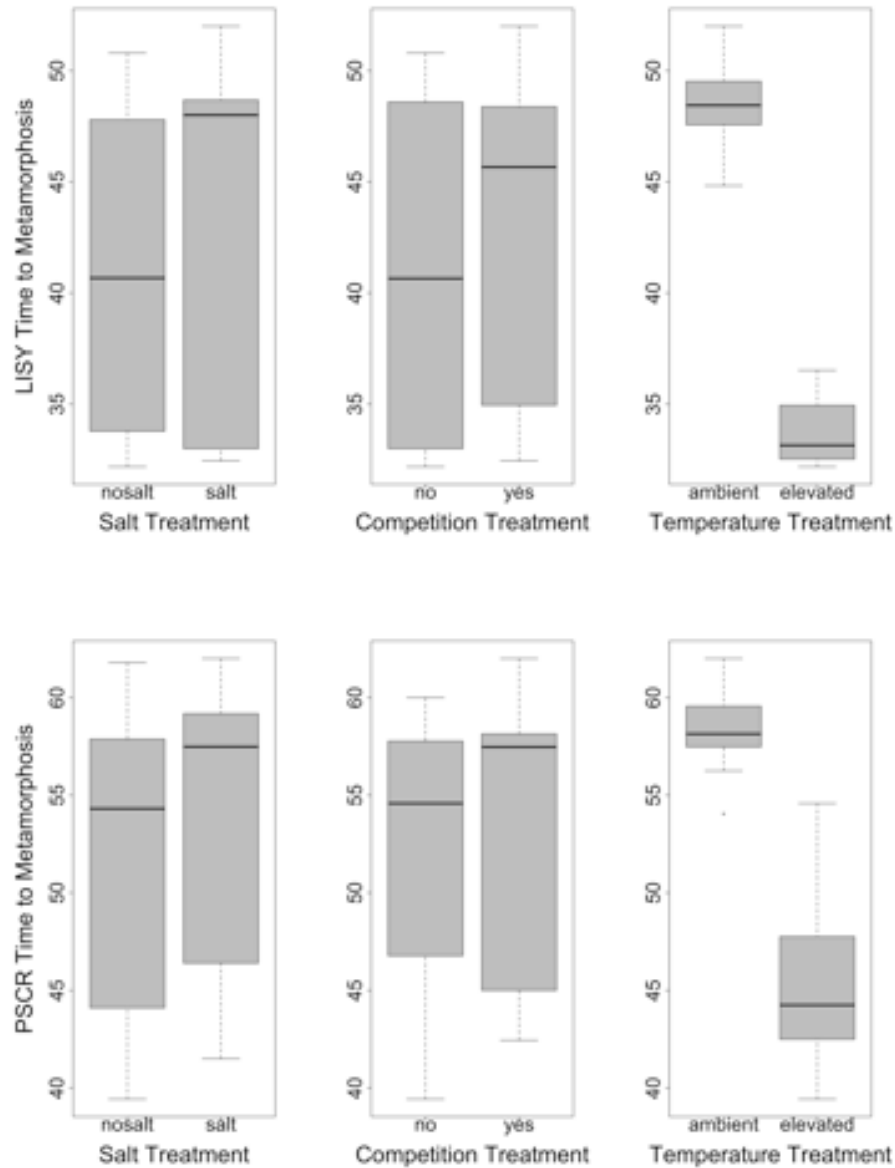 LISY Time to Metamorphosis
50
45
40
35
nosalt salt
Salt Treatment
no yes
Competition Treatment
50
45
40
35
ambient elevated
Temperature Treatment
50
45
40
35
PSCR Time to Metamorphosis
60
55
50
45
40
nosalt salt
Salt Treatment
60
55
50
45
40
no yes
Competition Treatment
60
55
50
45
40
ambient elevated
Temperature Treatment